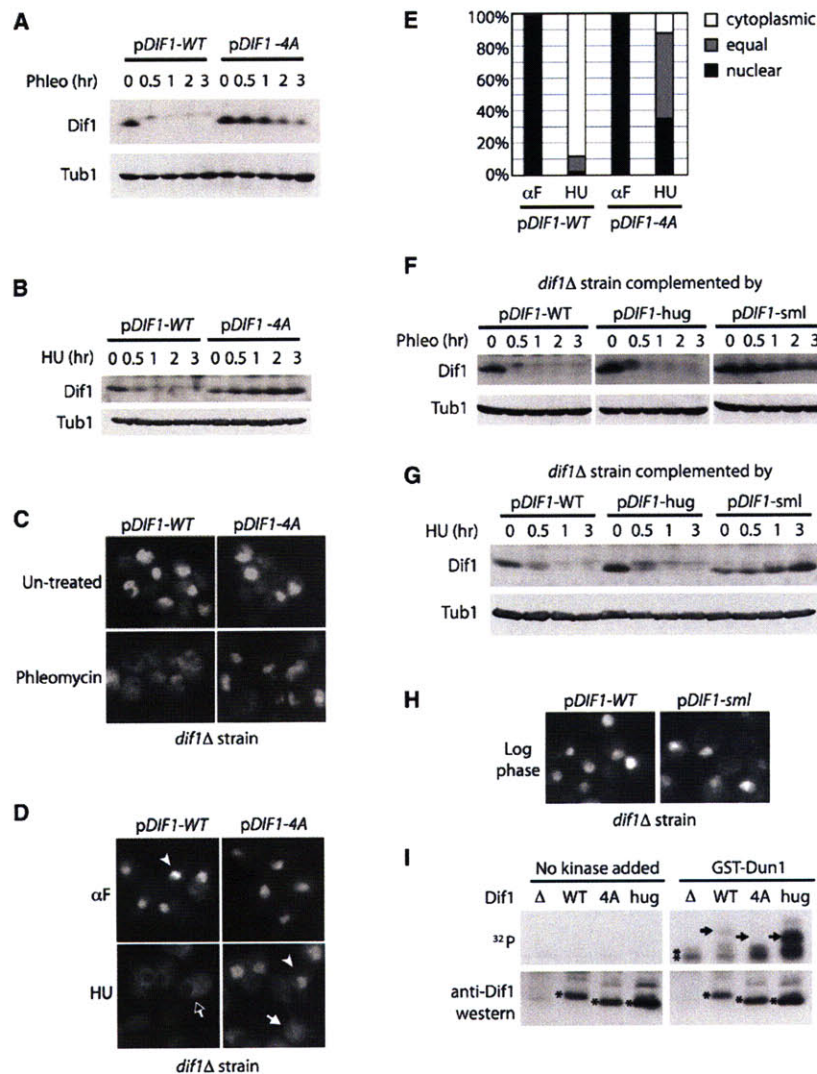 A
pDIF1-WT pDIF1-4A
Phleo (hr) 0 0.5 1 2 3 0 0.5 1 2 3
Dif1
Tub1
B
pDIF1-WT pDIF1-4A
HU (hr) 0 0.5 1 2 3 0 0.5 1 2 3
Dif1
Tub1
C
pDIF1-WT pDIF1-4A
Un-treated
Phleomycin
dif1Δ strain
D
pDIF1-WT pDIF1-4A
αF
HU
dif1Δ strain
E
100%
80%
60%
40%
20%
0%
cytoplasmic
equal
nuclear
αF HU αF HU
pDIF1-WT pDIF1-4A
F
dif1Δ strain complemented by
pDIF1-WT pDIF1-hug pDIF1-sml
Phleo (hr) 0 0.5 1 2 3 0 0.5 1 2 3 0 0.5 1 2 3
Dif1
Tub1
G
dif1Δ strain complemented by
pDIF1-WT pDIF1-hug pDIF1-sml
HU (hr) 0 0.5 1 3 0 0.5 1 3 0 0.5 1 3
Dif1
Tub1
H
pDIF1-WT pDIF1-sml
Log
phase
dif1Δ strain
I
No kinase added GST-Dun1
Dif1 Δ WT 4A hug Δ WT 4A hug
32P
anti-Dif1
western